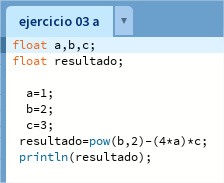 ejercicio 03 a
float a,b,c;
float resultado;
a=1;
b=2;
c=3;
resultado=pow(b,2)-(4*a)*c;
println(resultado);